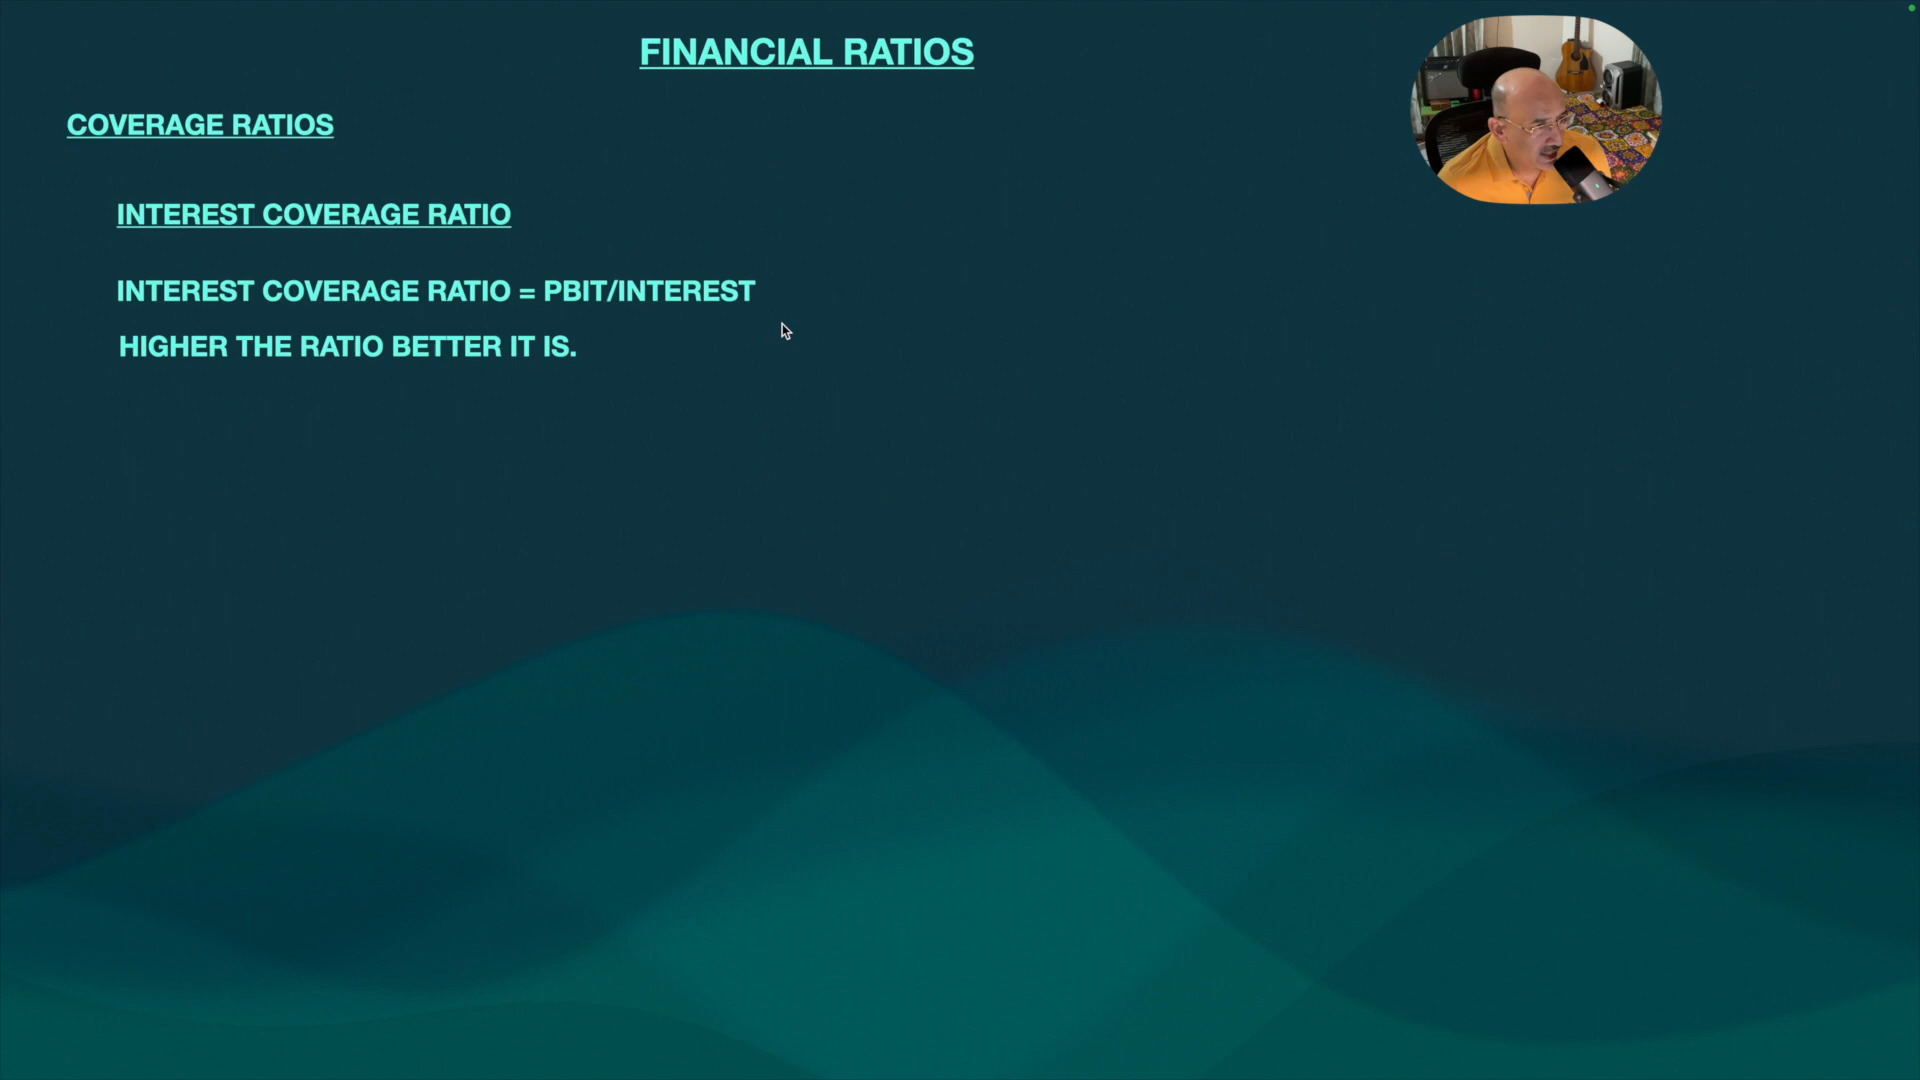 FINANCIAL RATIOS
COVERAGE RATIOS
INTEREST COVERAGE RATIO
INTEREST COVERAGE RATIO = PBIT/INTEREST
HIGHER THE RATIO BETTER IT IS.